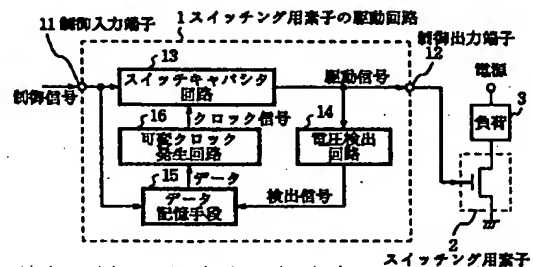 1 スイッチング用素子の駆動回路
11 制御入力端子
制御出力端子
12
13
スイッチキャパシタ
回路
駆動信号
制御信号
電源
クロック信号
16
14
3
負荷
可変クロック
発生回路
電圧検出
回路
15 データ
データ
記憶手段
検出信号
2
スイッチング用素子